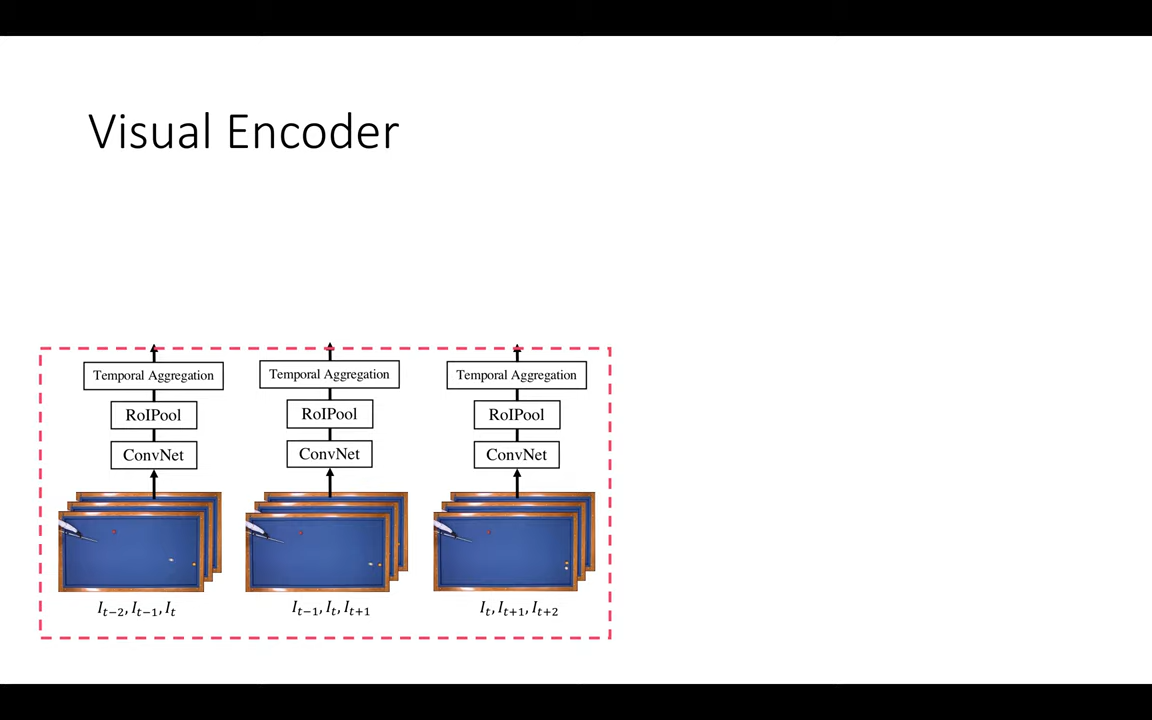 Visual Encoder
Temporal Aggregation Temporal Aggregation Temporal Aggregation
RoIPool RoIPool RoIPool
ConvNet ConvNet ConvNet
I_{t−2}, I_{t−1}, I_t I_{t−1}, I_t, I_{t+1} I_t, I_{t+1}, I_{t+2}